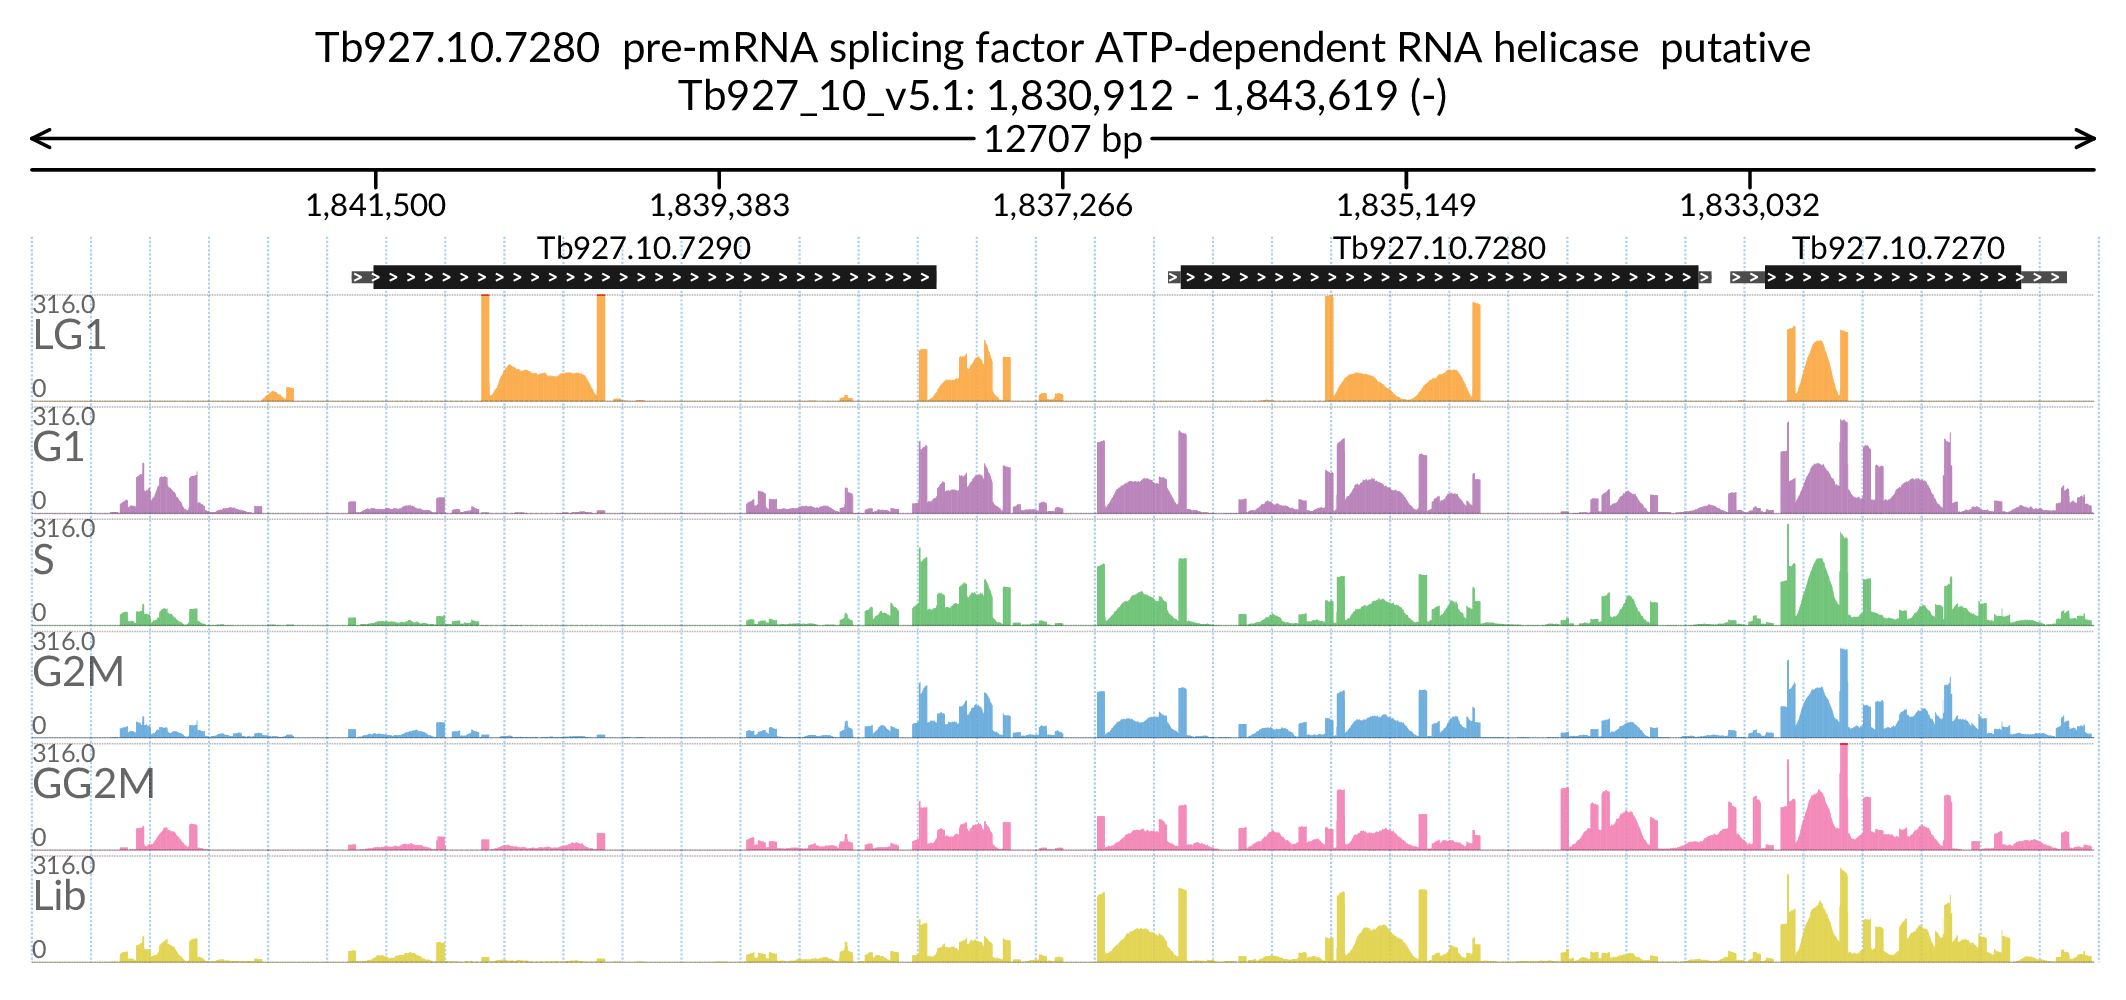 Tb927.10.7280  pre-mRNA splicing factor ATP-dependent RNA helicase  putative
Tb927_10_v5.1: 1,830,912 - 1,843,619 (-)
12707 bp
1,841,500 1,839,383 1,837,266 1,835,149 1,833,032
Tb927.10.7290 Tb927.10.7280 Tb927.10.7270
316.0
LG1
0
316.0
G1
0
316.0
S
0
316.0
G2M
0
316.0
GG2M
0
316.0
Lib
0